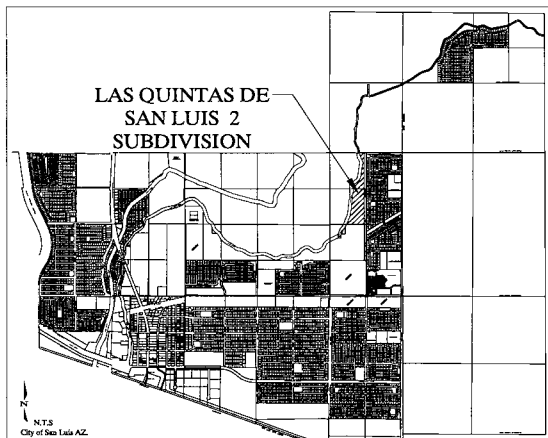 LAS QUINTAS DE
SAN LUIS 2
SUBDIVISION
N
N.T.S
City of San Luis AZ.